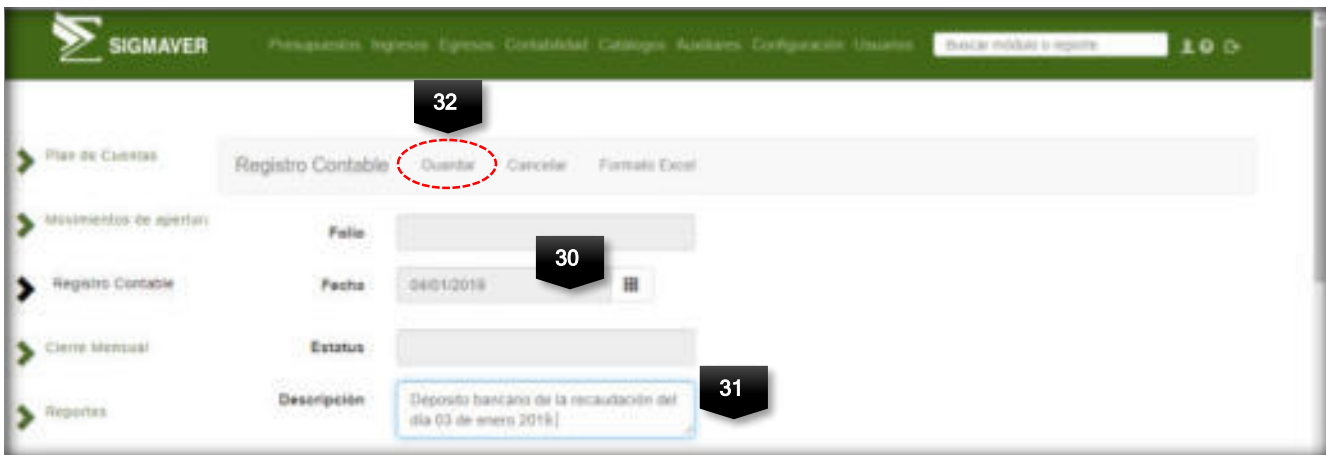 SIGMAVER
Presupuestos Ingresos Egresos Contabilidad Catálogos Auxiliares Configuración Usuarios Buscar módulo o reporte
32
Plan de Cuentas
Registro Contable Guardar Cancelar Formato Excel
Movimientos de apertura
Folio
30
Registro Contable
Fecha 04/01/2019
Cierre Mensual
Estatus
31
Reportes
Descripción
Deposito bancario de la recaudación del
día 03 de enero 2019.